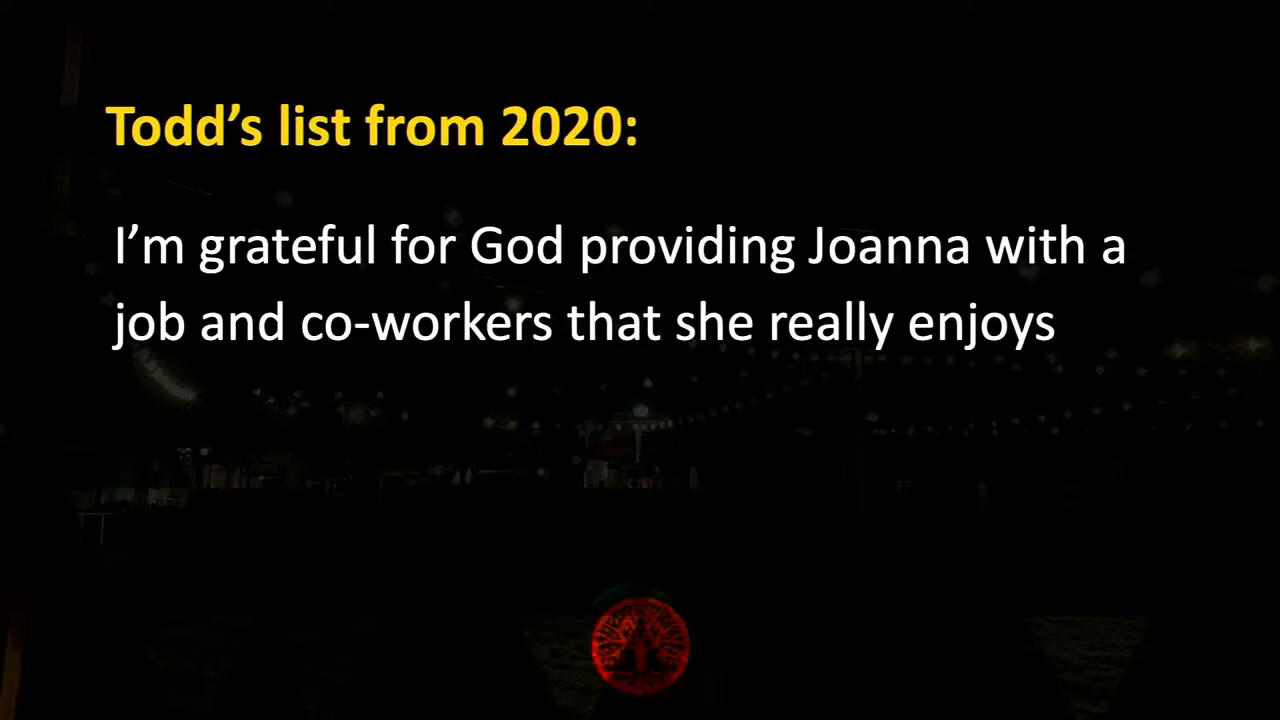 Todd’s list from 2020:
I’m grateful for God providing Joanna with a
job and co-workers that she really enjoys